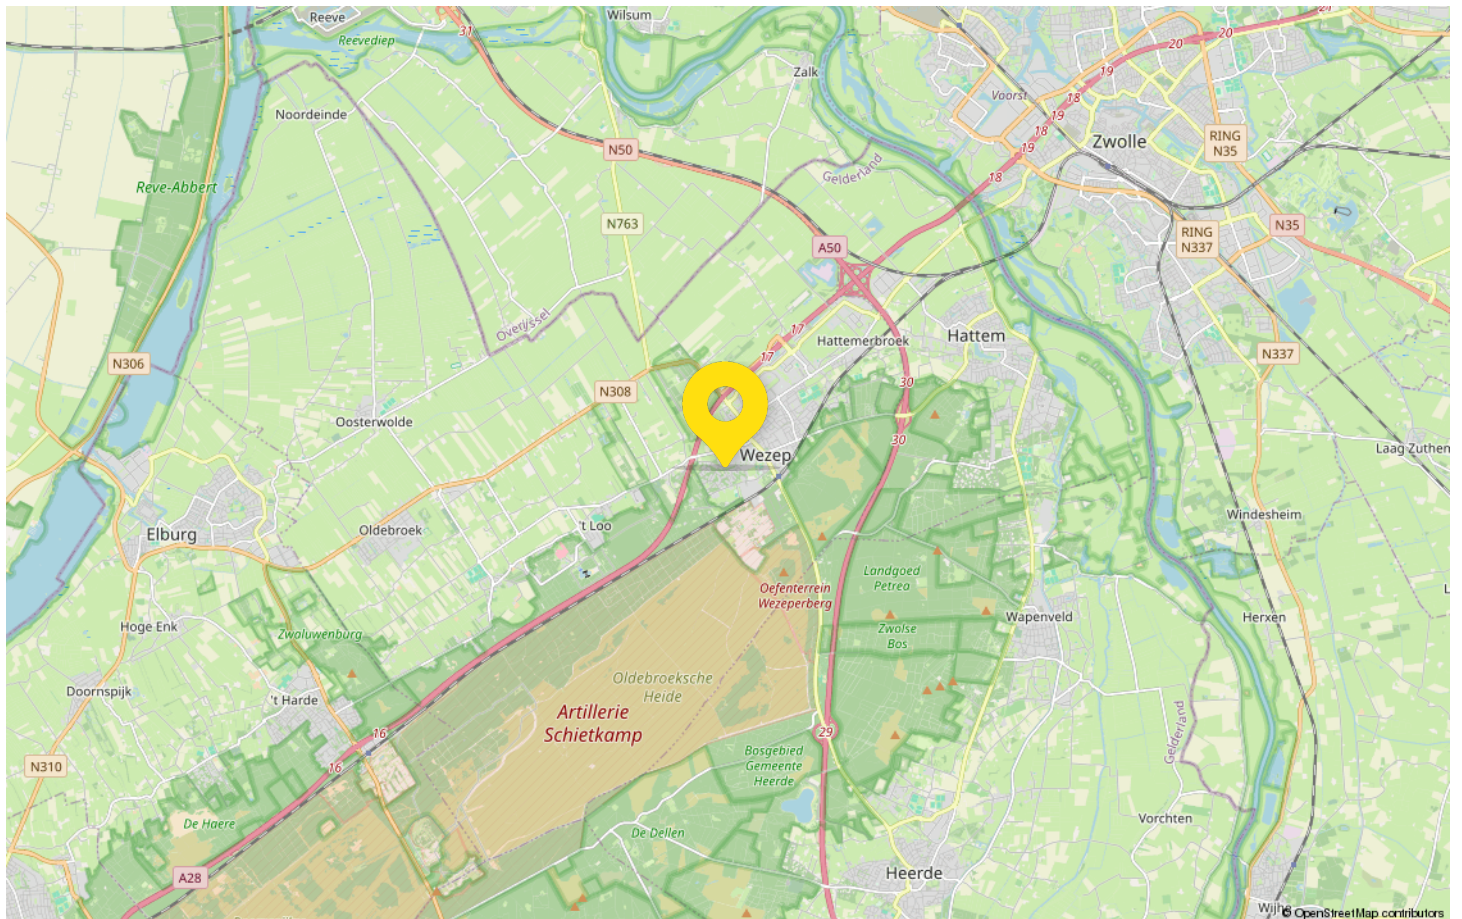 Reeve
Wilsum
31
Reevediep
20
20
21
Zalk
19
Voorst
18
Noordeinde
19
18
Zwolle
RING
N35
N50
19
Gelderland
18
Reve-Abbert
N763
N35
RING
N337
A50
Overijssel
17
Hattemerbroek
Hattem
17
N337
N306
30
N308
Oosterwolde
30
Wezep
Laag Zuthem
Windesheim
't Loo
Oldebroek
Elburg
Landgoed
Petrea
Oefenterrein
Wezeperberg
Wapenveld
Herxen
Hoge Enk
Zwaluwenburg
Zwolse
Bos
Oldebroeksche
Heide
Doornspijk
't Harde
Artillerie
Schietkamp
Gelderland
16
29
16
Bosgebied
Gemeente
Heerde
N310
De Haere
De Dellen
Vorchten
A28
Heerde
Wijhe
© OpenStreetMap contributors